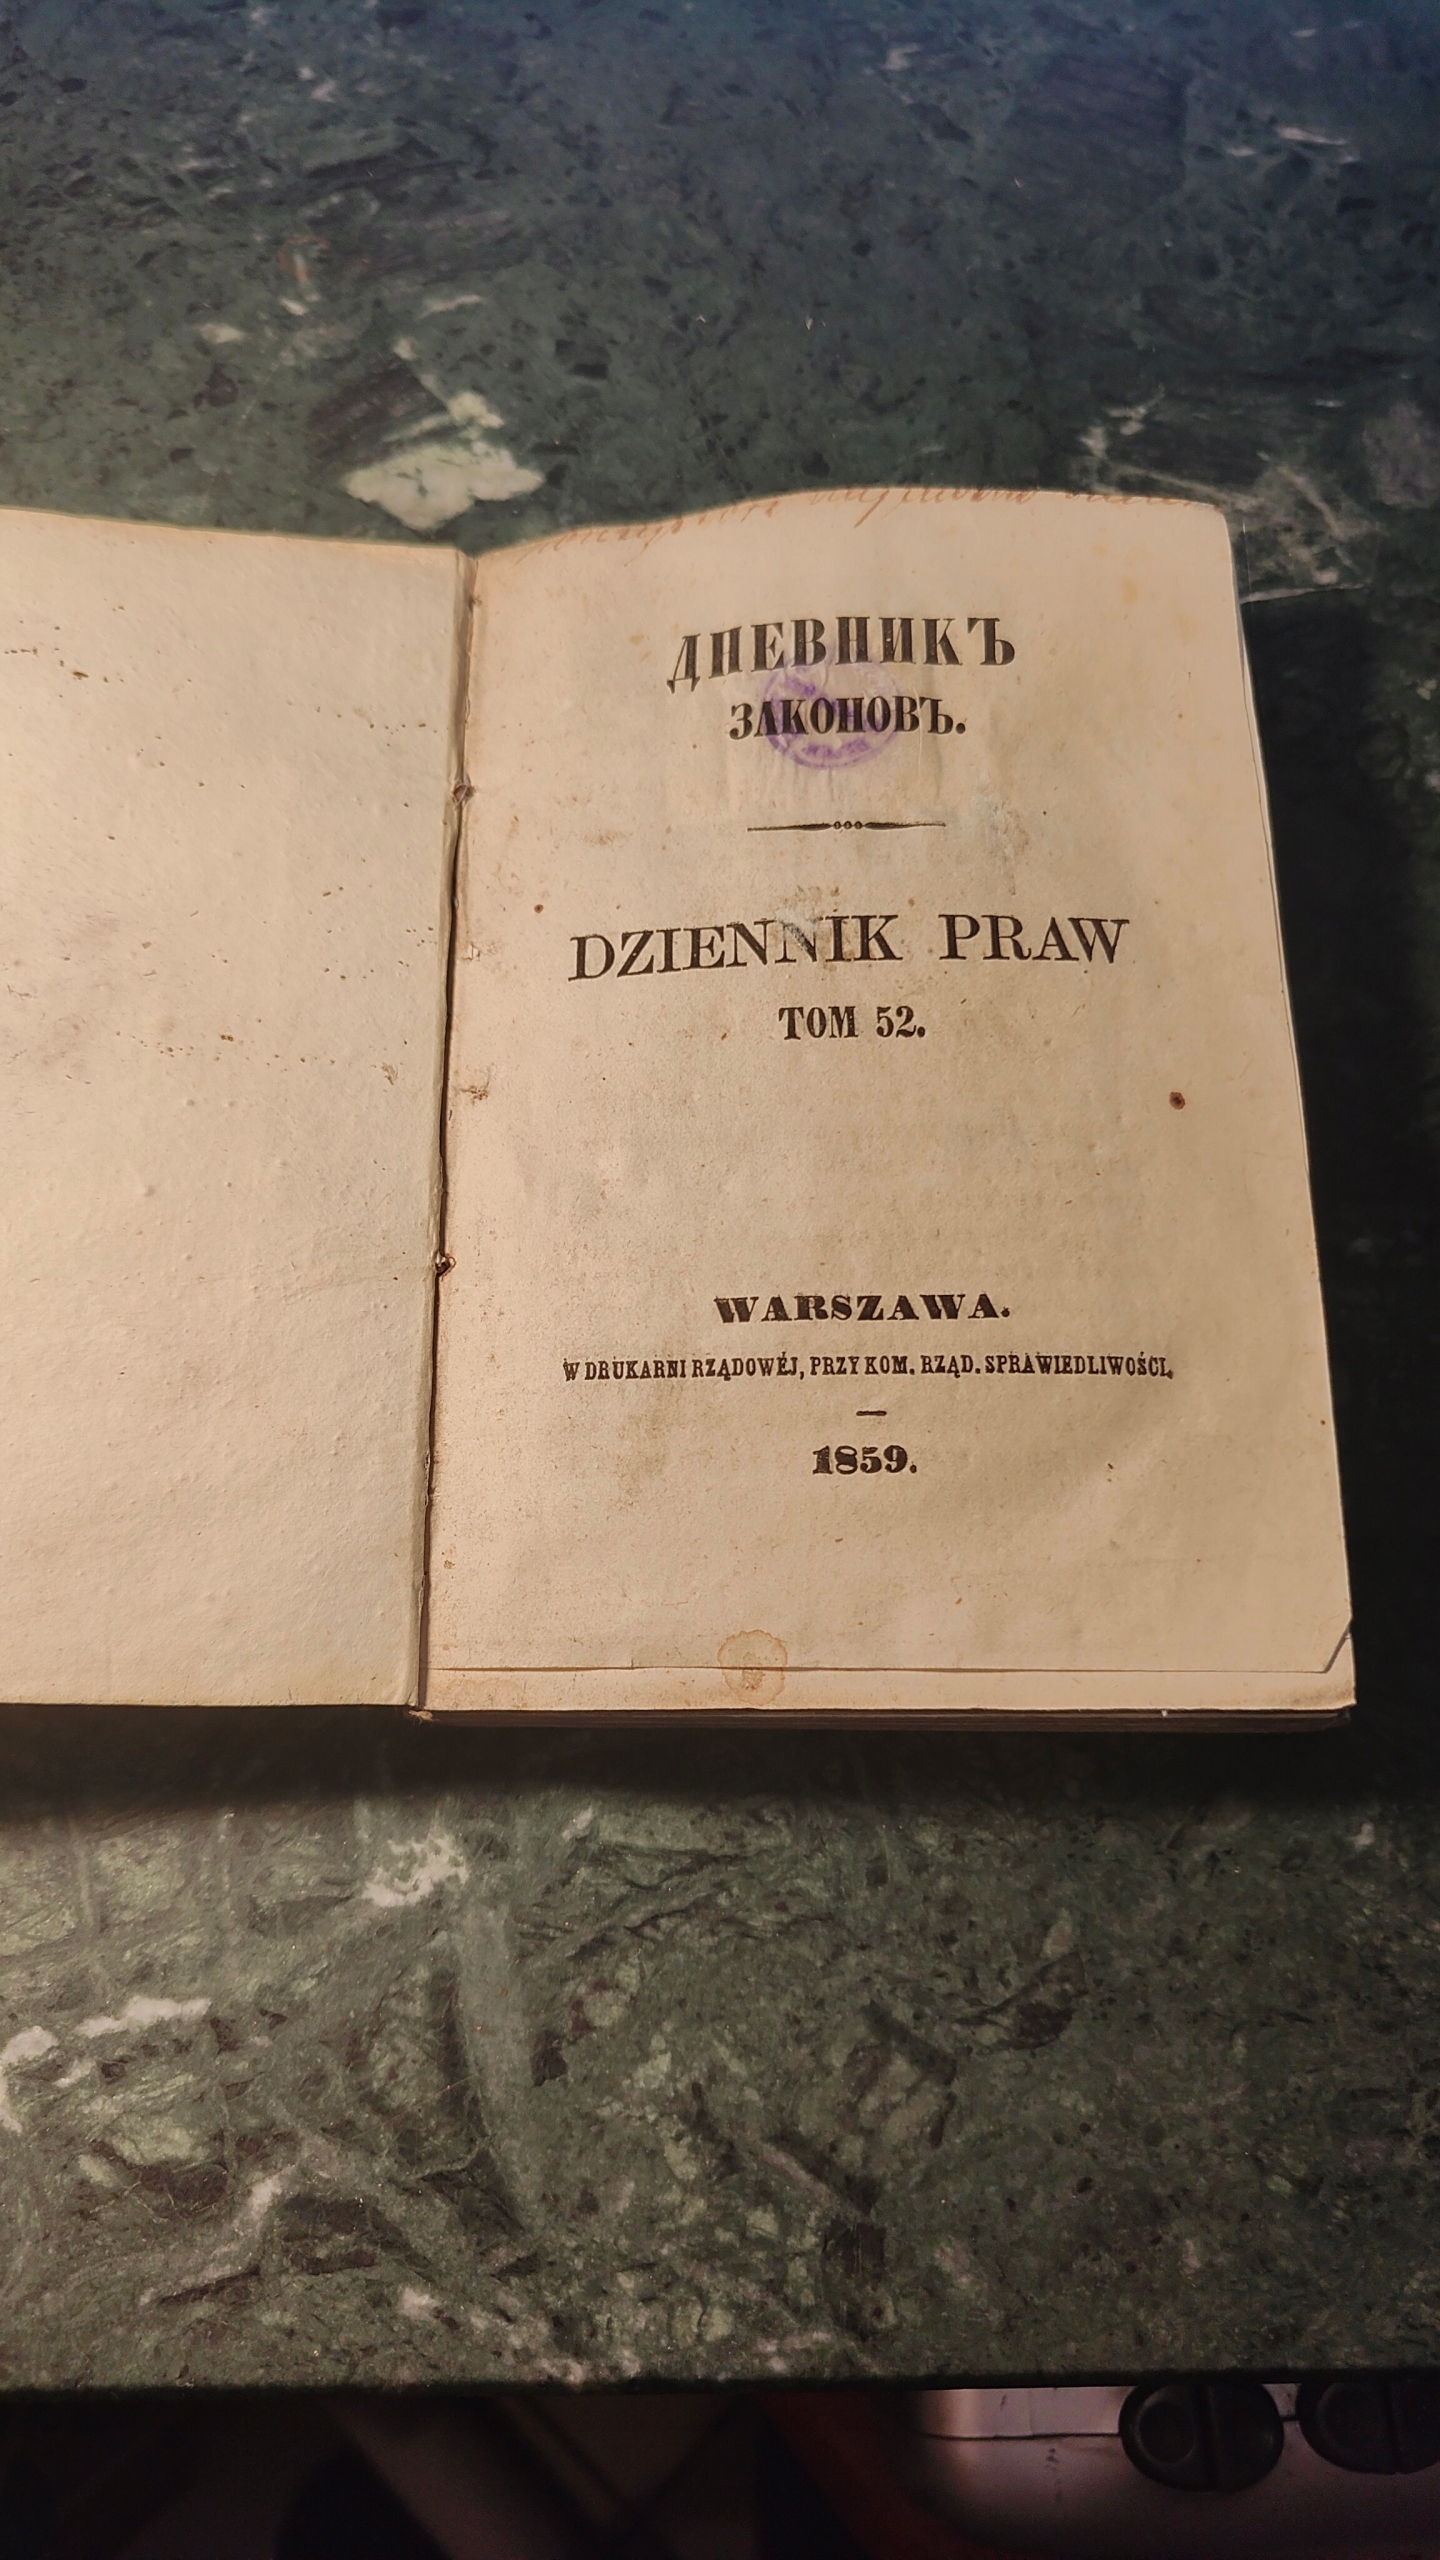 ДНЕВНИКЪ
ЗАКОНОВЪ.
DZIENNIK PRAW
TOM 52.
WARSZAWA.
W DRUKARNI RZĄDOWÉJ, PRZY KOM. RZĄD. SPRAWIEDLIWOŚCI.
1859.